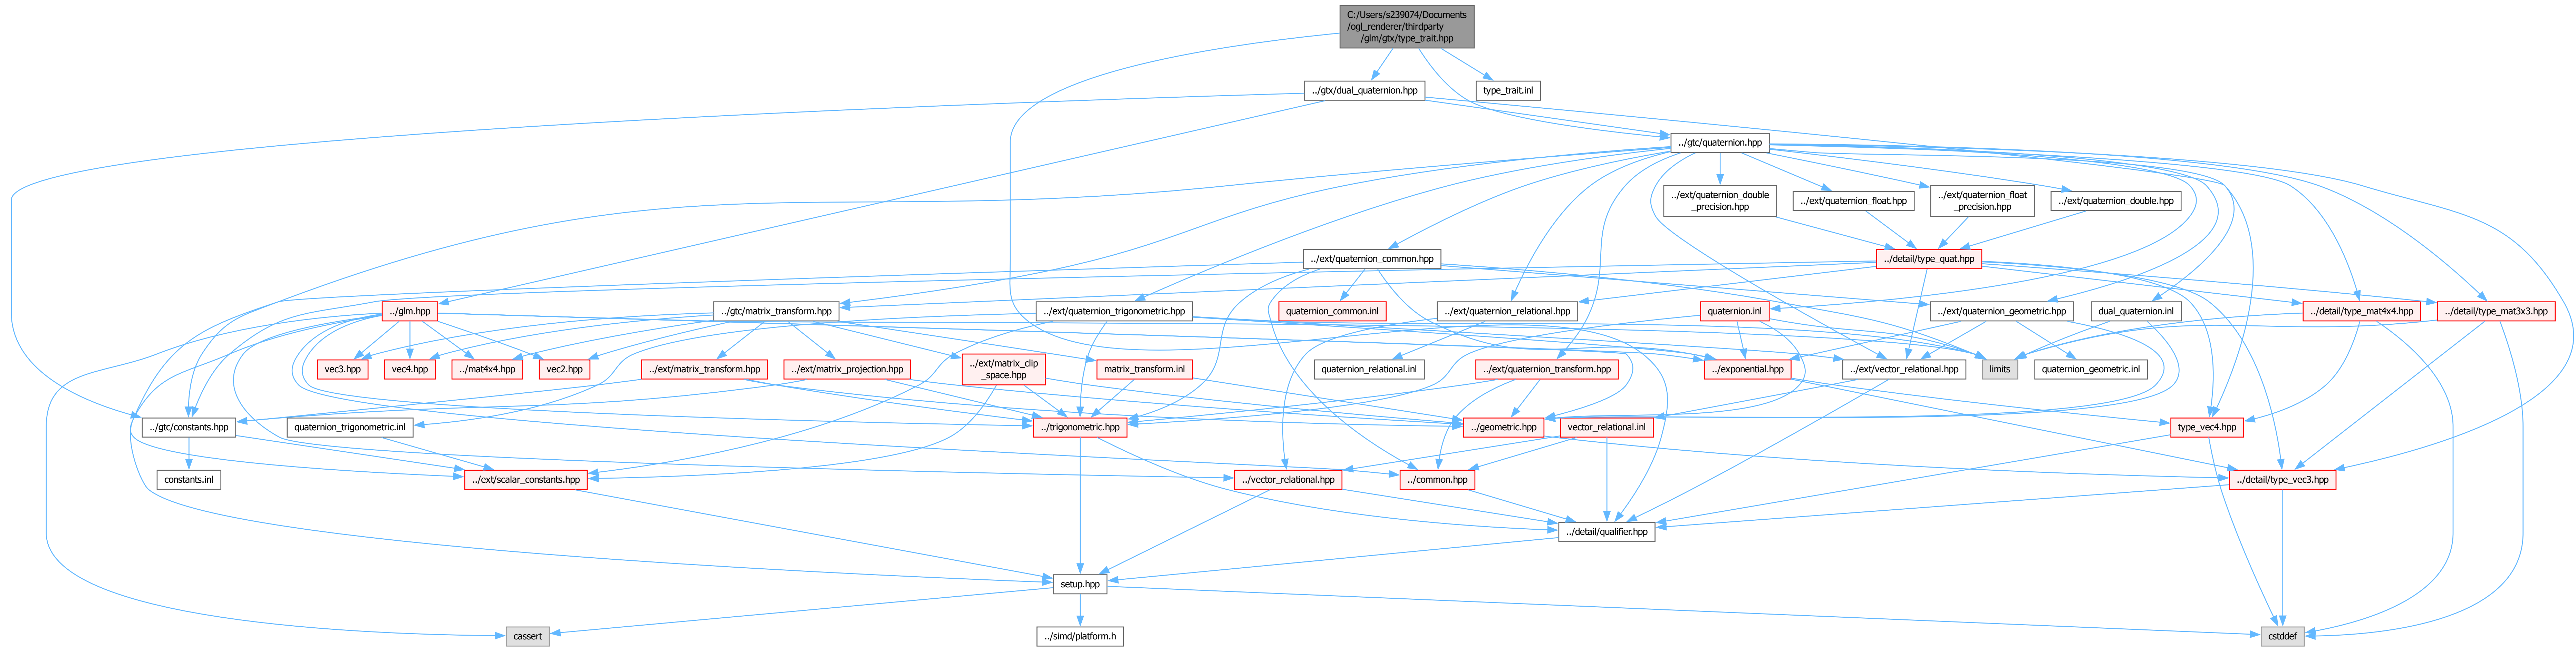 C:/Users/s239074/Documents
/ogl_renderer/thirdparty
/glm/gtx/type_trait.hpp
../gtx/dual_quaternion.hpp
type_trait.inl
../gtc/quaternion.hpp
../ext/quaternion_double
_precision.hpp
../ext/quaternion_float.hpp
../ext/quaternion_float
_precision.hpp
../ext/quaternion_double.hpp
../ext/quaternion_common.hpp
../detail/type_quat.hpp
../glm.hpp
../gtc/matrix_transform.hpp
../ext/quaternion_trigonometric.hpp
quaternion_common.inl
../ext/quaternion_relational.hpp
quaternion.inl
../ext/quaternion_geometric.hpp
dual_quaternion.inl
../detail/type_mat4x4.hpp
../detail/type_mat3x3.hpp
vec3.hpp
vec4.hpp
../mat4x4.hpp
vec2.hpp
../ext/matrix_transform.hpp
../ext/matrix_projection.hpp
../ext/matrix_clip
_space.hpp
matrix_transform.inl
quaternion_relational.inl
../ext/quaternion_transform.hpp
../exponential.hpp
../ext/vector_relational.hpp
limits
quaternion_geometric.inl
../gtc/constants.hpp
quaternion_trigonometric.inl
../trigonometric.hpp
../geometric.hpp
vector_relational.inl
type_vec4.hpp
constants.inl
../ext/scalar_constants.hpp
../vector_relational.hpp
../common.hpp
../detail/type_vec3.hpp
../detail/qualifier.hpp
setup.hpp
cassert
../simd/platform.h
cstddef